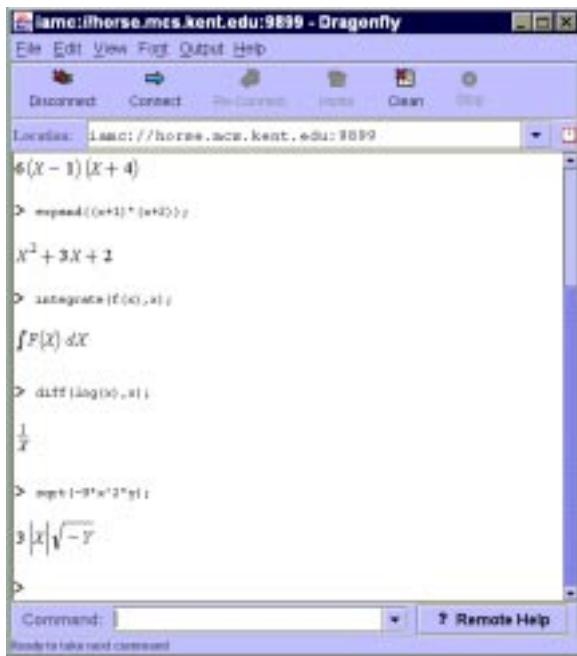 iamc://horse.mcs.kent.edu:9899 - Dragonfly
File Edit View Font Output Help
Disconnect Connect Re-Connect Home Clean Stop
Location: iamc://horse.mcs.kent.edu:9899
6(X − 1)(X + 4)
> expand((x+1)*(x+2));
X² + 3X + 2
> integrate(f(x),x);
∫F(X) dX
> diff(log(x),x);
1/X
> sqrt(-9*x^2*y);
3|X|√−Y
>
Command: ? Remote Help
Ready to take next command